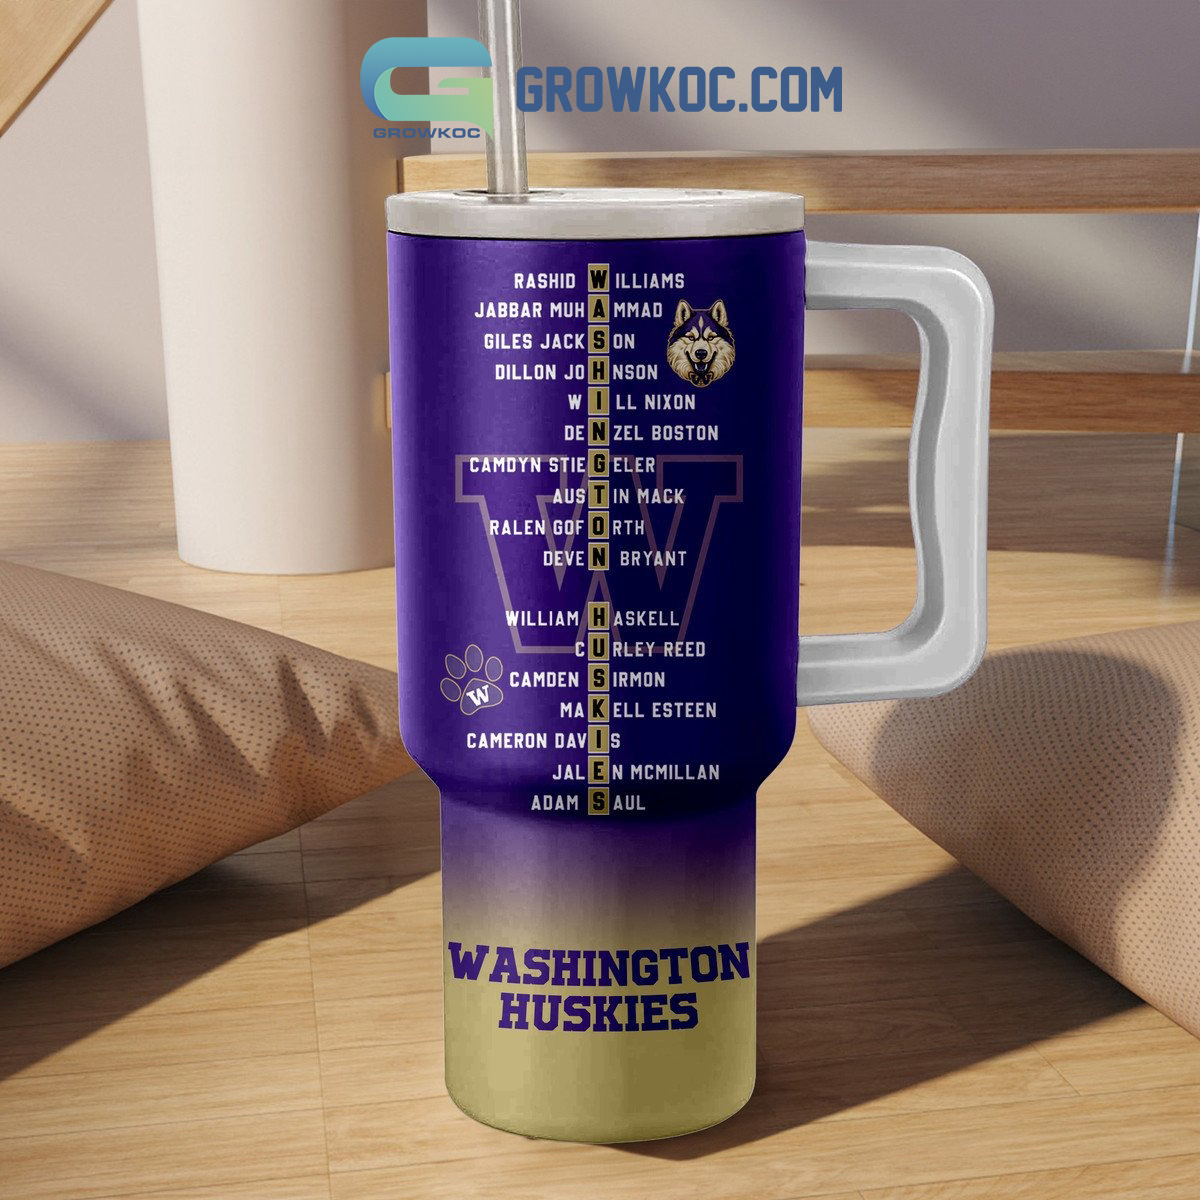 GROWKOC
GROWKOC.COM
RASHID WILLIAMS
JABBAR MUHAMMAD
GILES JACKSON
DILLON JOHNSON
WILL NIXON
DENZEL BOSTON
CAMDYN STIEGELER
AUSTIN MACK
RALEN GOFORTH
DEVEN BRYANT
W
WILLIAM HASKELL
CURLEY REED
CAMDEN SIRMON
W
MAKELL ESTEEN
CAMERON DAVIS
JALEN MCMILLAN
ADAM SAUL
WASHINGTON
HUSKIES